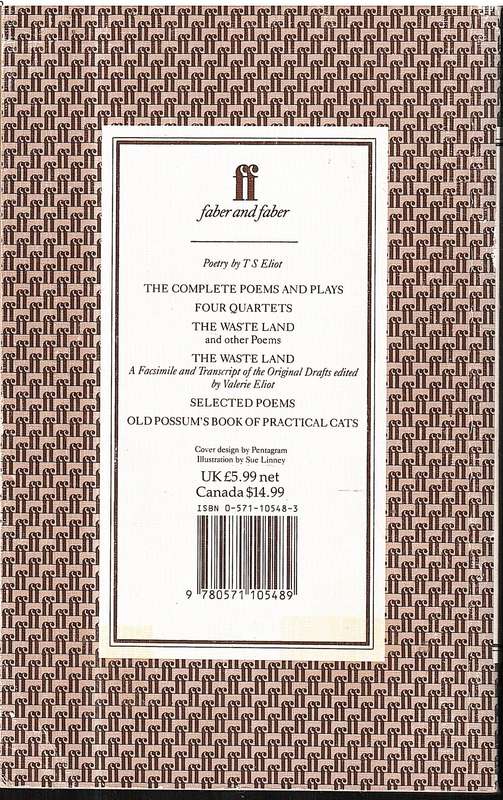 ff
faber and faber
Poetry by T S Eliot
THE COMPLETE POEMS AND PLAYS
FOUR QUARTETS
THE WASTE LAND
and other Poems
THE WASTE LAND
A Facsimile and Transcript of the Original Drafts edited
by Valerie Eliot
SELECTED POEMS
OLD POSSUM'S BOOK OF PRACTICAL CATS
Cover design by Pentagram
Illustration by Sue Linney
UK £5.99 net
Canada $14.99
ISBN 0-571-10548-3
9 780571 105489